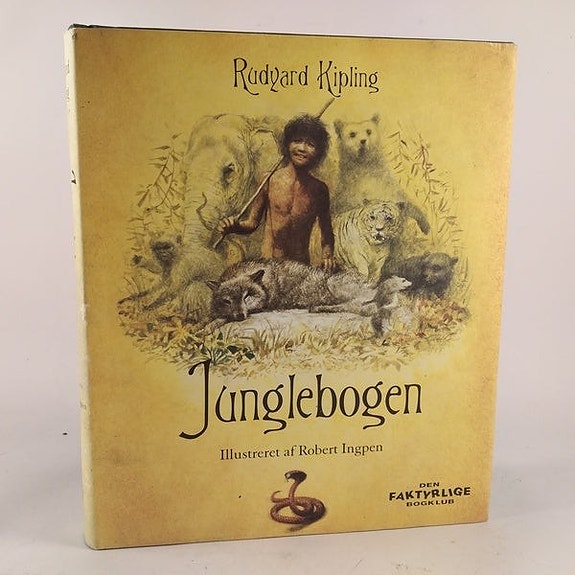 Rudyard Kipling
Junglebogen
Illustreret af Robert Ingpen
DEN
FAKTYRLIGE
BOGKLUB